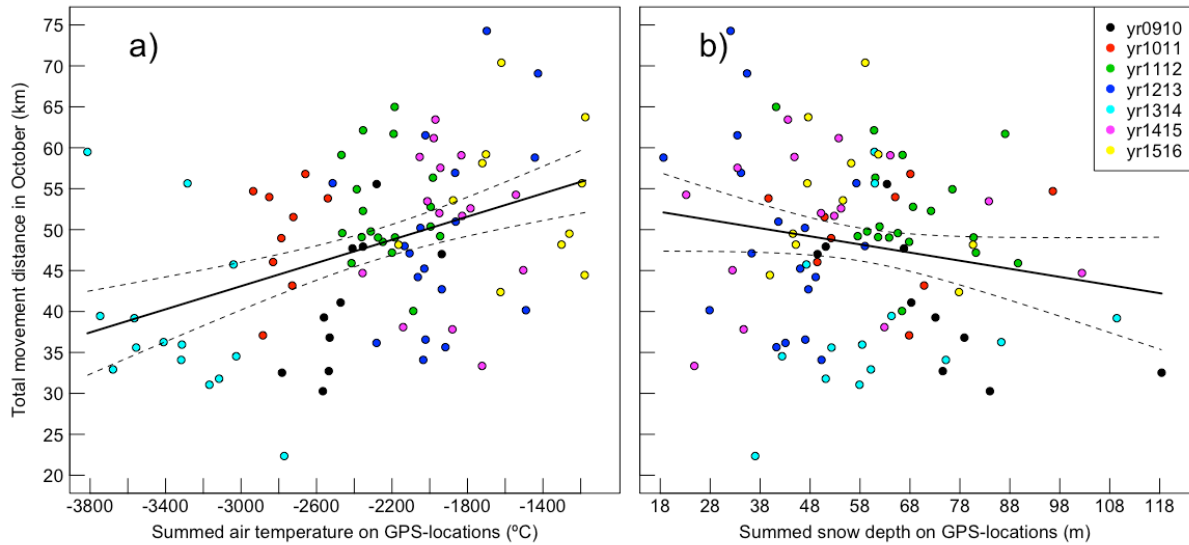 a)
b)
yr0910
yr1011
yr1112
yr1213
yr1314
yr1415
yr1516
75
70
65
60
55
50
45
40
35
30
25
20
Total movement distance in October (km)
-3800 -3400 -3000 -2600 -2200 -1800 -1400
18 28 38 48 58 68 78 88 98 108 118
Summed air temperature on GPS-locations (ºC)
Summed snow depth on GPS-locations (m)